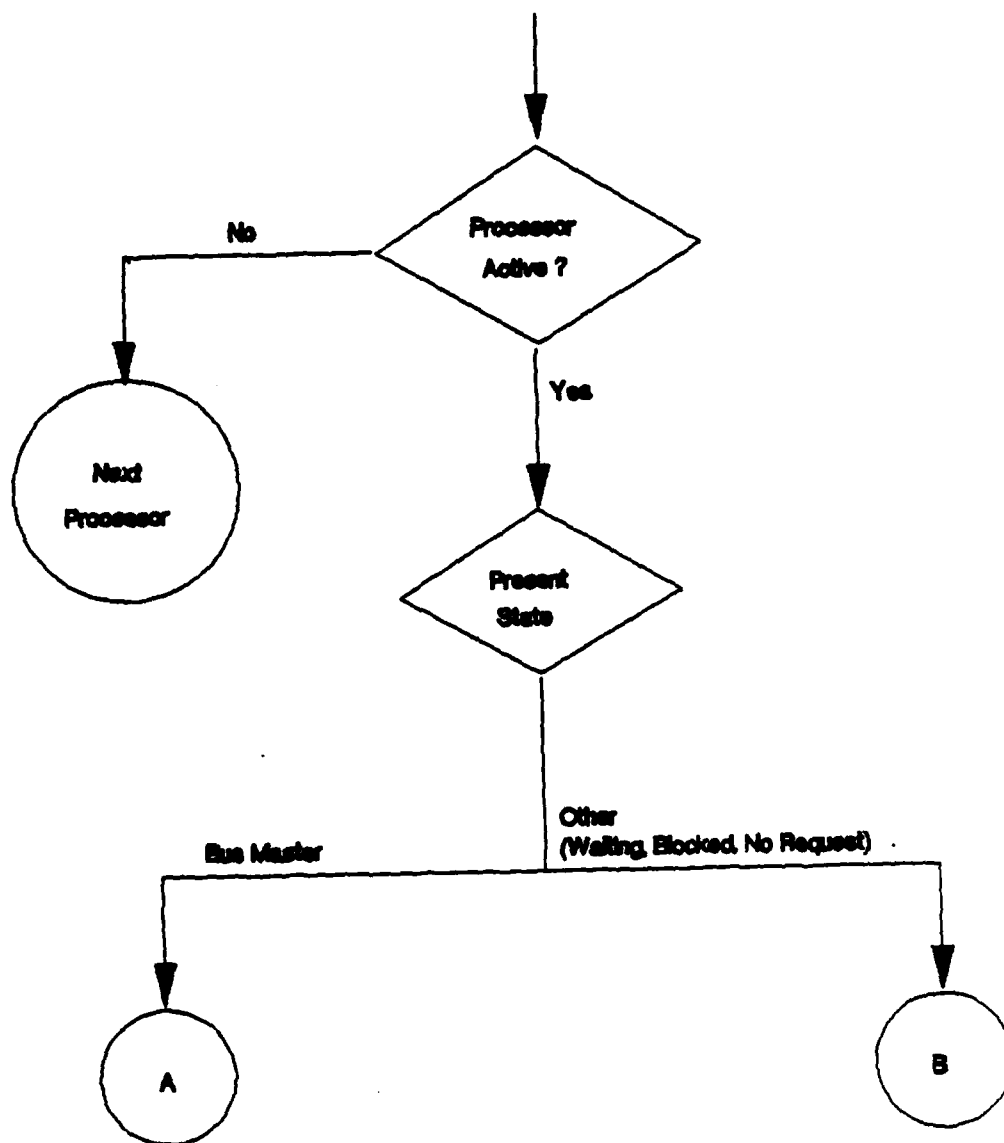 Processor
Active ?
No
Yes
Next
Processor
Present
State
Other
(Waiting, Blocked, No Request)
Bus Master
A
B